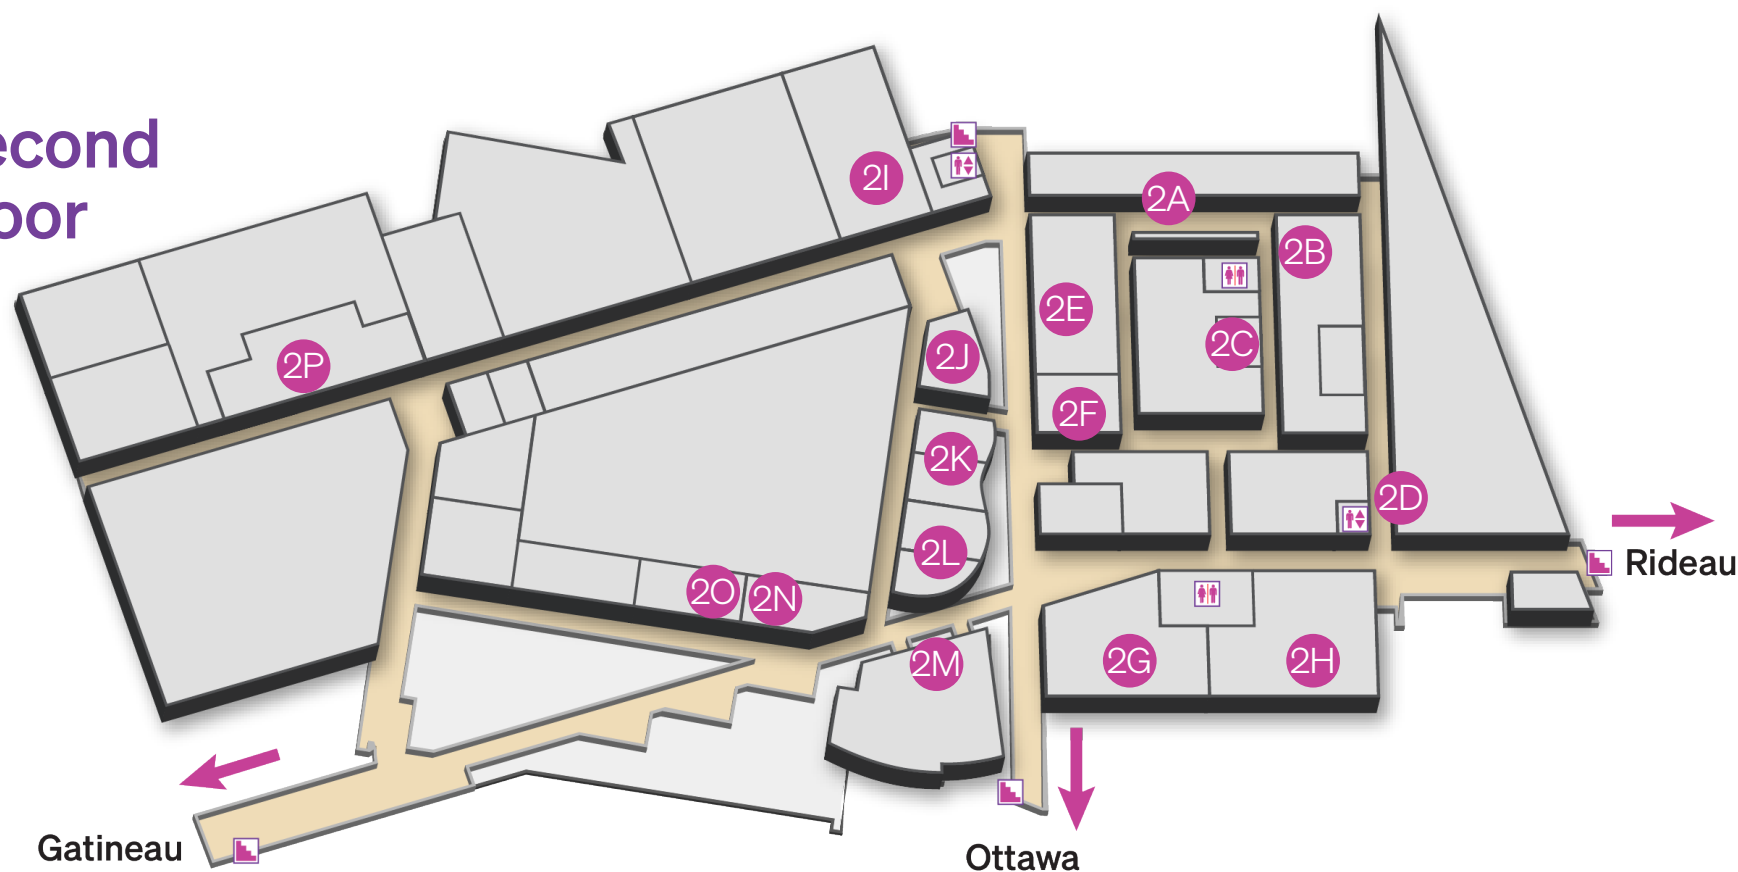 econd
oor
2I
2A
2B
2E
2J
2C
2P
2F
2K
2D
2L
2O
2N
2M
2G
2H
Rideau
Gatineau
Ottawa